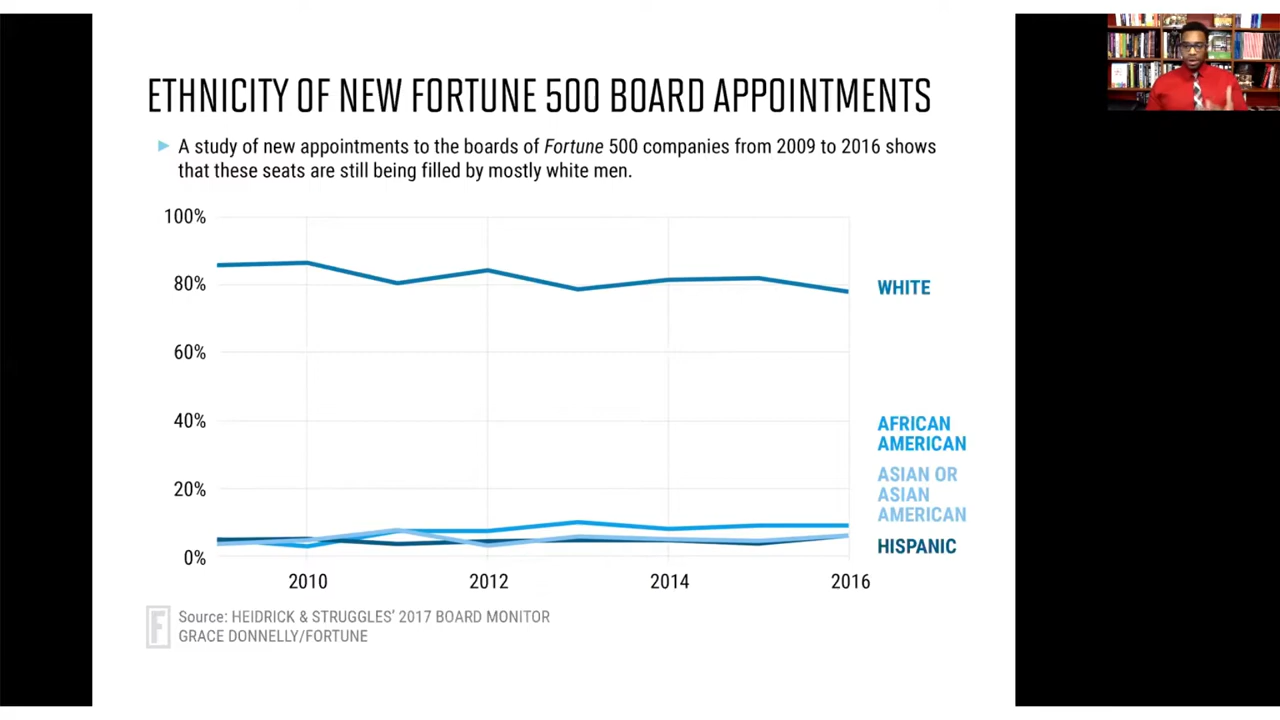 ETHNICITY OF NEW FORTUNE 500 BOARD APPOINTMENTS
A study of new appointments to the boards of Fortune 500 companies from 2009 to 2016 shows
that these seats are still being filled by mostly white men.
100%
80%
60%
40%
20%
0%
WHITE
AFRICAN
AMERICAN
ASIAN OR
ASIAN
AMERICAN
HISPANIC
2010
2012
2014
2016
F
Source: HEIDRICK & STRUGGLES' 2017 BOARD MONITOR
GRACE DONNELLY/FORTUNE